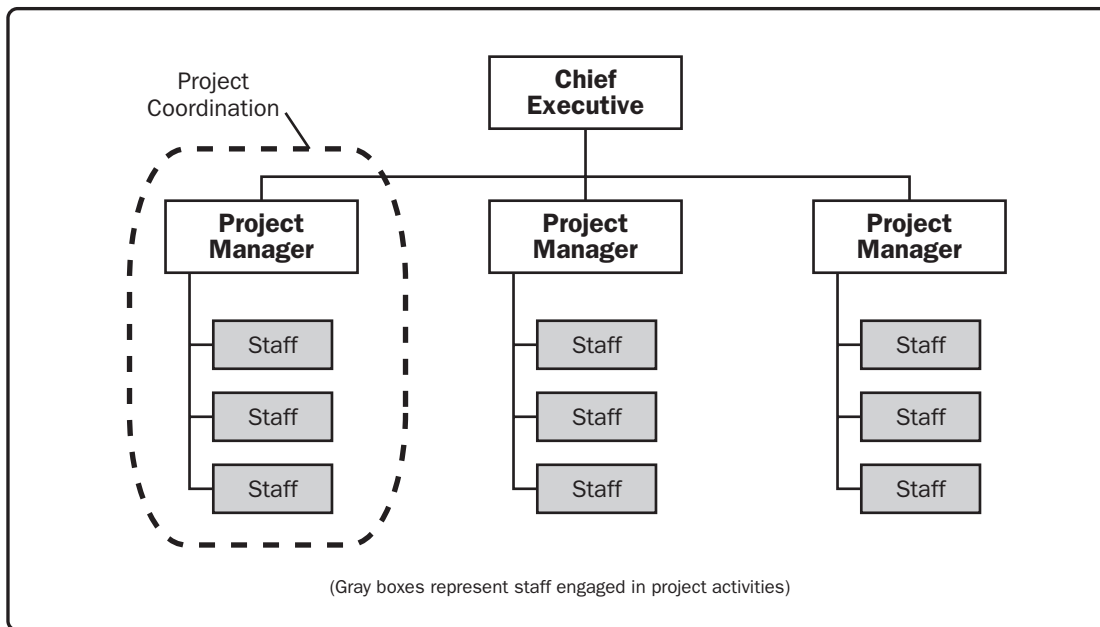 Project
Coordination
Chief
Executive
Project
Manager
Project
Manager
Project
Manager
Staff
Staff
Staff
Staff
Staff
Staff
Staff
Staff
Staff
(Gray boxes represent staff engaged in project activities)